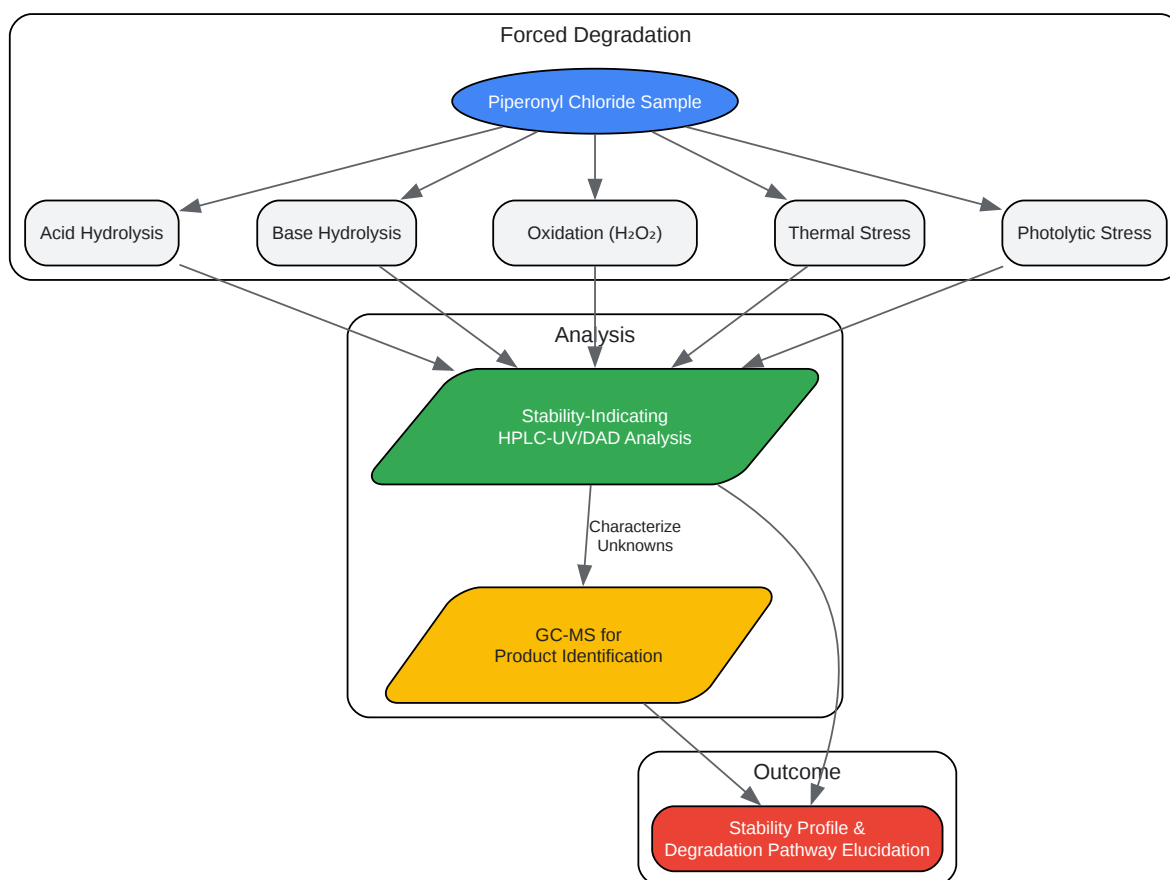 Forced Degradation
Piperonyl Chloride Sample
Acid Hydrolysis
Base Hydrolysis
Oxidation (H₂O₂)
Thermal Stress
Photolytic Stress
Analysis
Stability-Indicating
HPLC-UV/DAD Analysis
Characterize
Unknowns
GC-MS for
Product Identification
Outcome
Stability Profile &
Degradation Pathway Elucidation